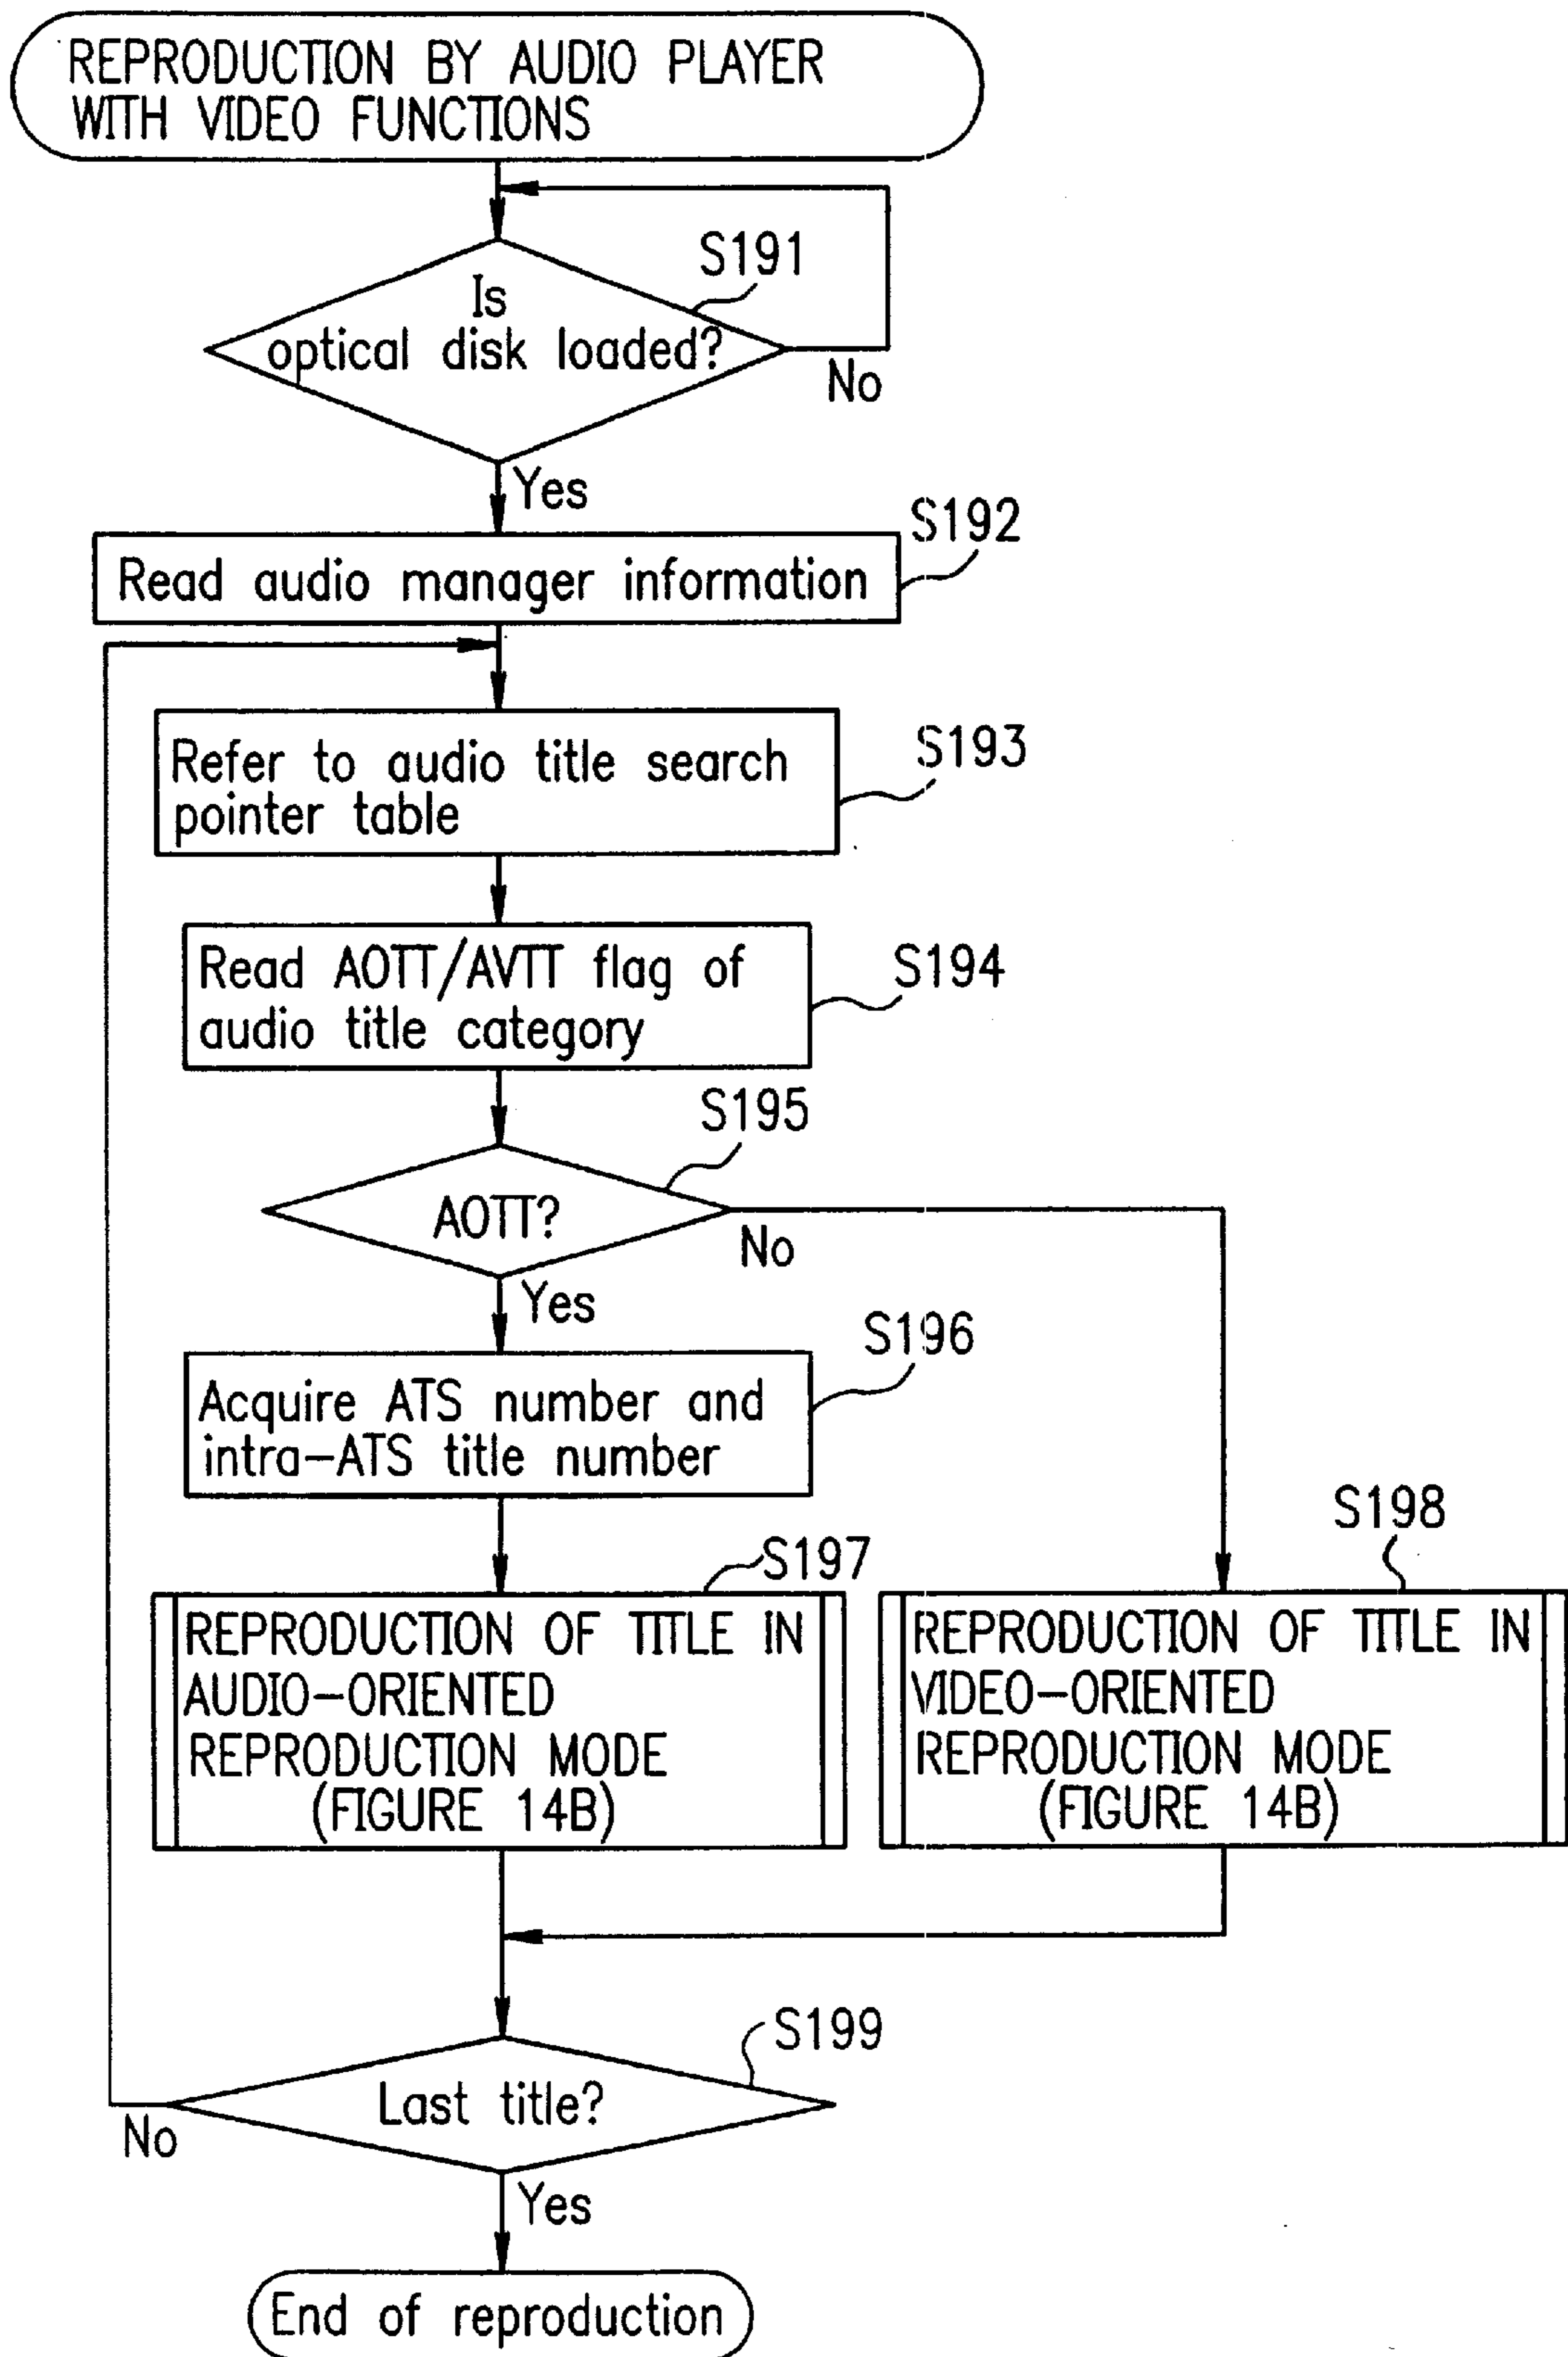 REPRODUCTION BY AUDIO PLAYER
WITH VIDEO FUNCTIONS
S191
Is
optical disk loaded?
No
Yes
S192
Read audio manager information
S193
Refer to audio title search
pointer table
S194
Read AOTT/AVTT flag of
audio title category
S195
AOTT?
No
Yes
S196
Acquire ATS number and
intra-ATS title number
S197
REPRODUCTION OF TITLE IN
AUDIO-ORIENTED
REPRODUCTION MODE
(FIGURE 14B)
S198
REPRODUCTION OF TITLE IN
VIDEO-ORIENTED
REPRODUCTION MODE
(FIGURE 14B)
S199
Last title?
No
Yes
End of reproduction